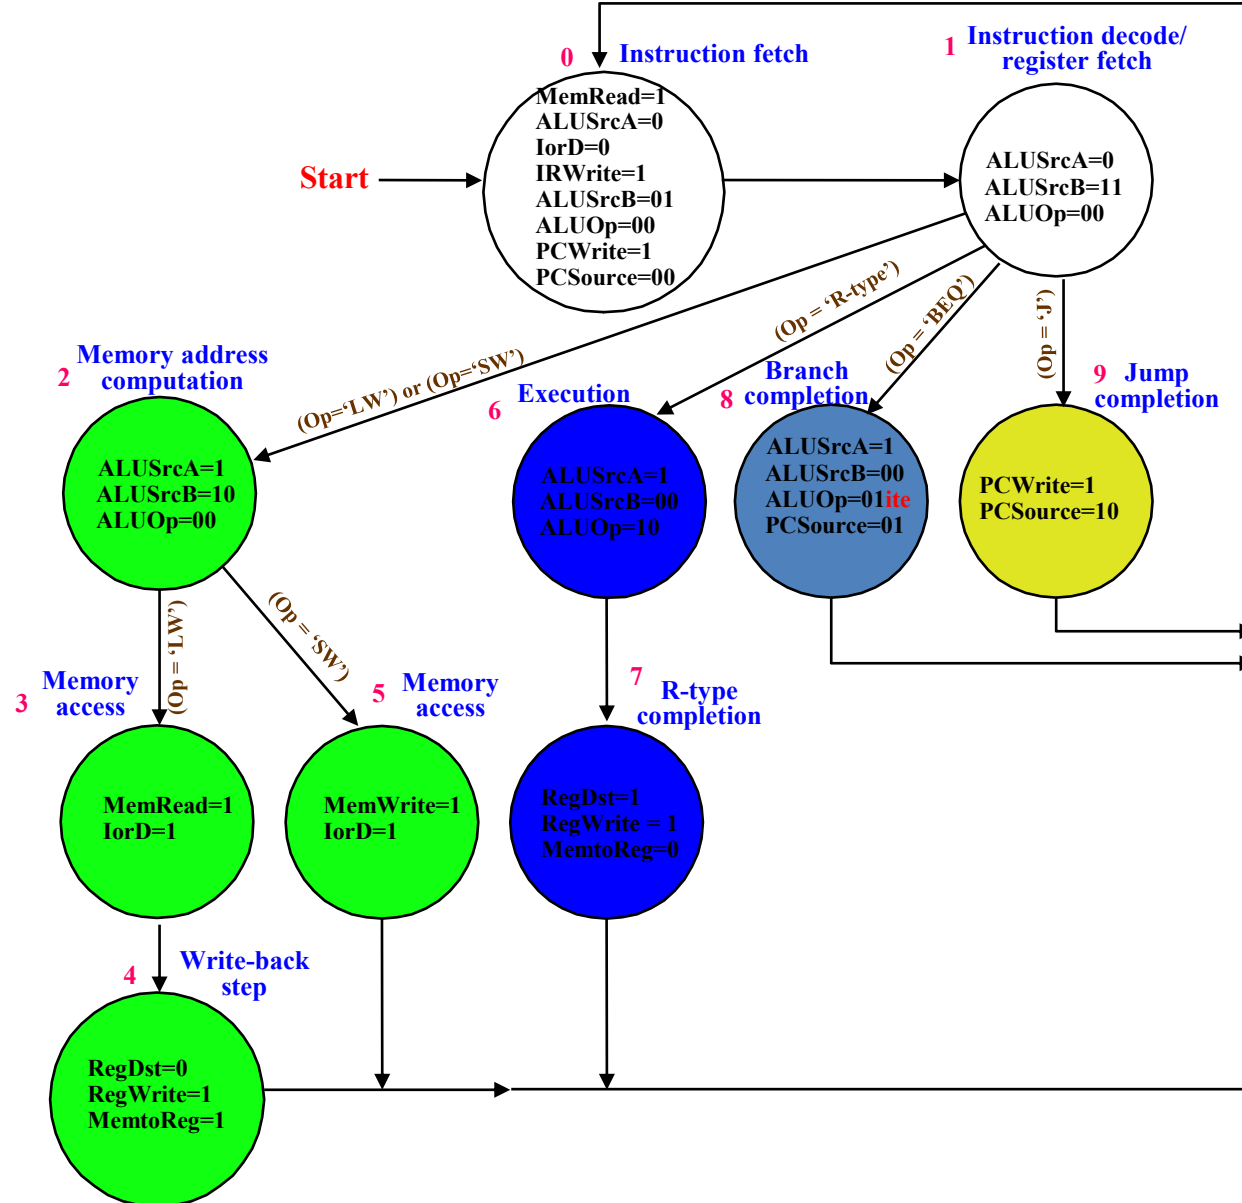 0
Instruction fetch
MemRead=1
ALUSrcA=0
IorD=0
IRWrite=1
ALUSrcB=01
ALUOp=00
PCWrite=1
PCSource=00
Start
1
Instruction decode/
register fetch
ALUSrcA=0
ALUSrcB=11
ALUOp=00
(Op=‘LW’) or (Op=‘SW’)
(Op = ‘R-type’)
(Op = ‘BEQ’)
(Op = ‘J’)
2
Memory address
computation
ALUSrcA=1
ALUSrcB=10
ALUOp=00
6
Execution
ALUSrcA=1
ALUSrcB=00
ALUOp=10
8
Branch
completion
ALUSrcA=1
ALUSrcB=00
ALUOp=01ite
PCSource=01
9
Jump
completion
PCWrite=1
PCSource=10
(Op = ‘LW’)
(Op = ‘SW’)
3
Memory
access
MemRead=1
IorD=1
5
Memory
access
MemWrite=1
IorD=1
7
R-type
completion
RegDst=1
RegWrite = 1
MemtoReg=0
4
Write-back
step
RegDst=0
RegWrite=1
MemtoReg=1